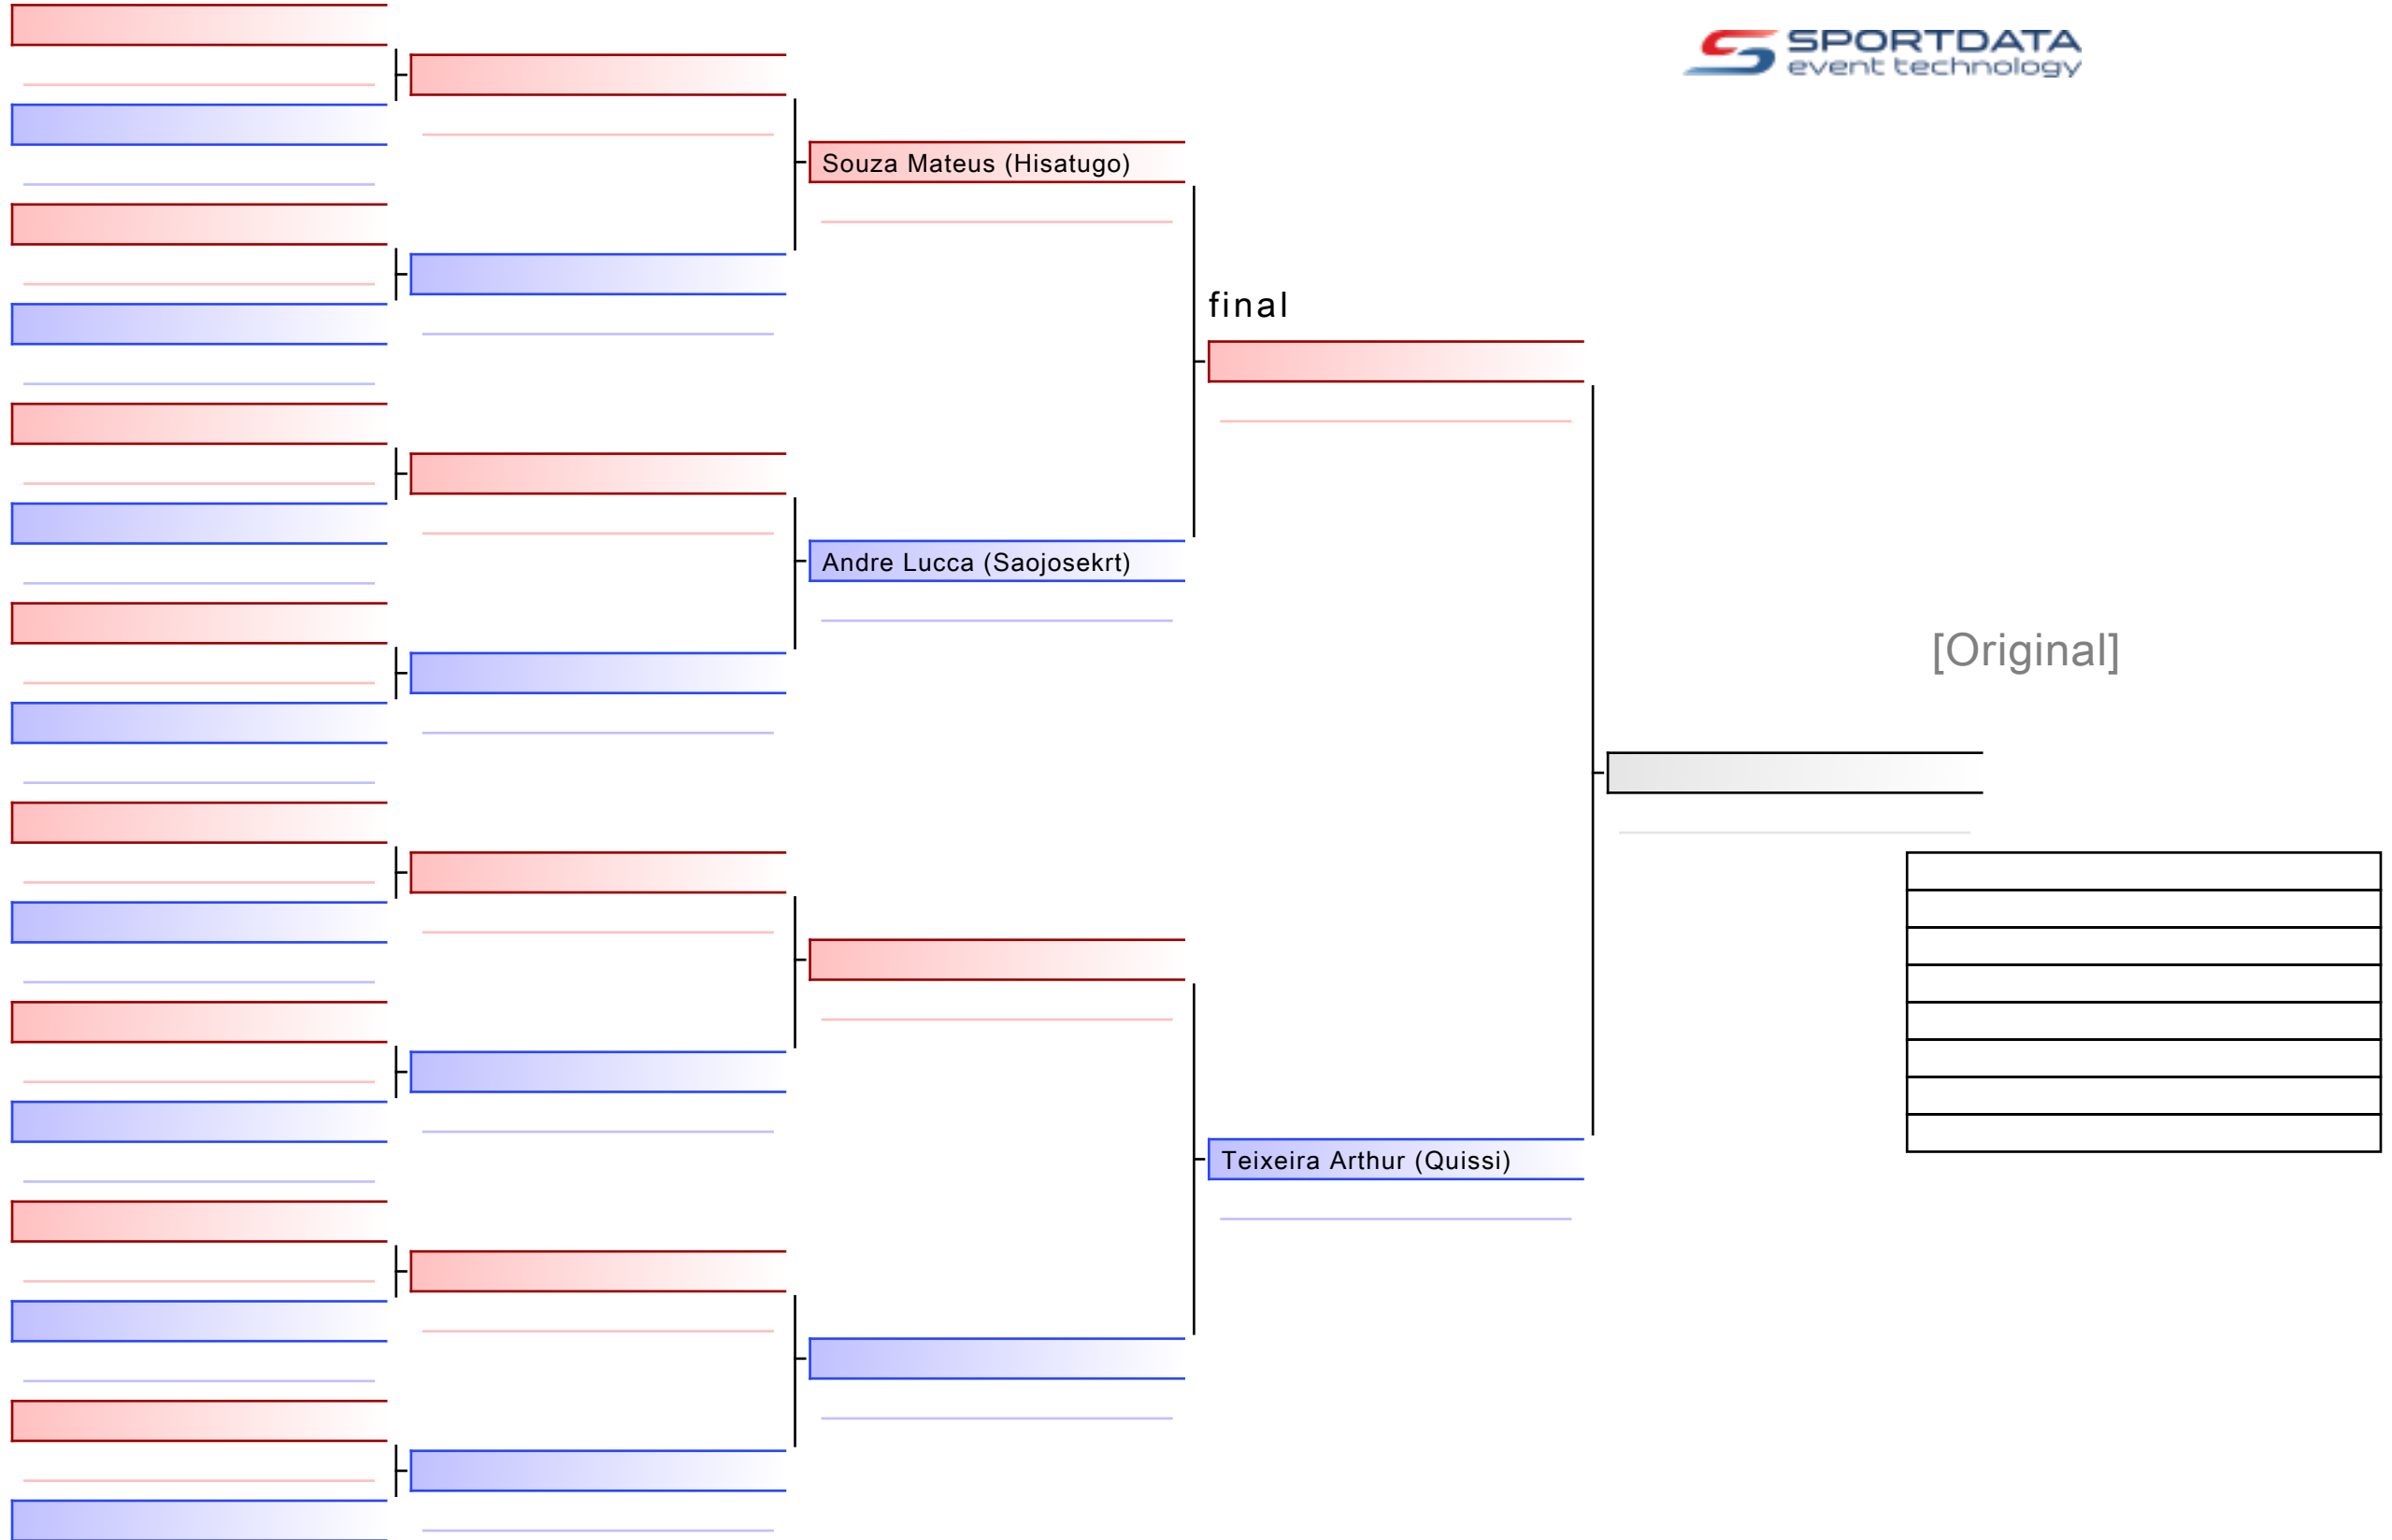 SPORTDATA
event technology
Souza Mateus (Hisatugo)
final
Andre Lucca (Saojosekrt)
[Original]
Teixeira Arthur (Quissi)